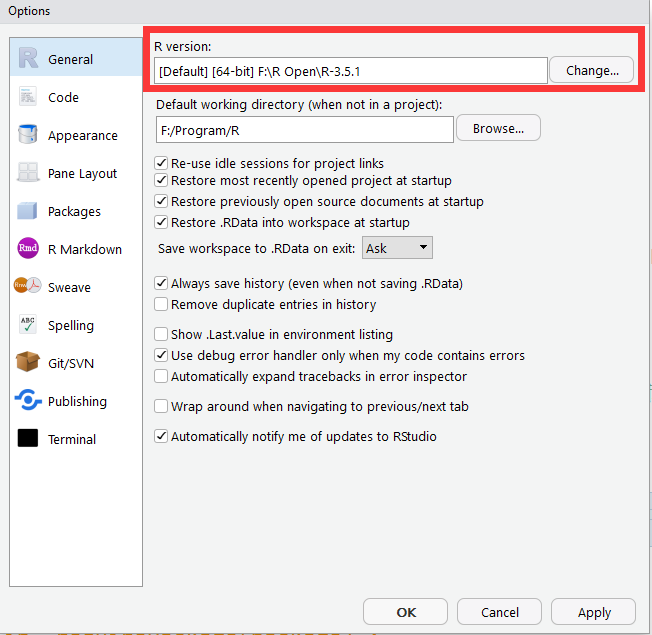 Options
General
Code
Appearance
Pane Layout
Packages
Rmd
R Markdown
Sweave
ABC
Spelling
Git/SVN
Publishing
Terminal
R version:
[Default] [64-bit] F:\R Open\R-3.5.1
Change...
Default working directory (when not in a project):
F:/Program/R
Browse...
Re-use idle sessions for project links
Restore most recently opened project at startup
Restore previously open source documents at startup
Restore .RData into workspace at startup
Save workspace to .RData on exit: Ask
Always save history (even when not saving .RData)
Remove duplicate entries in history
Show .Last.value in environment listing
Use debug error handler only when my code contains errors
Automatically expand tracebacks in error inspector
Wrap around when navigating to previous/next tab
Automatically notify me of updates to RStudio
OK
Cancel
Apply